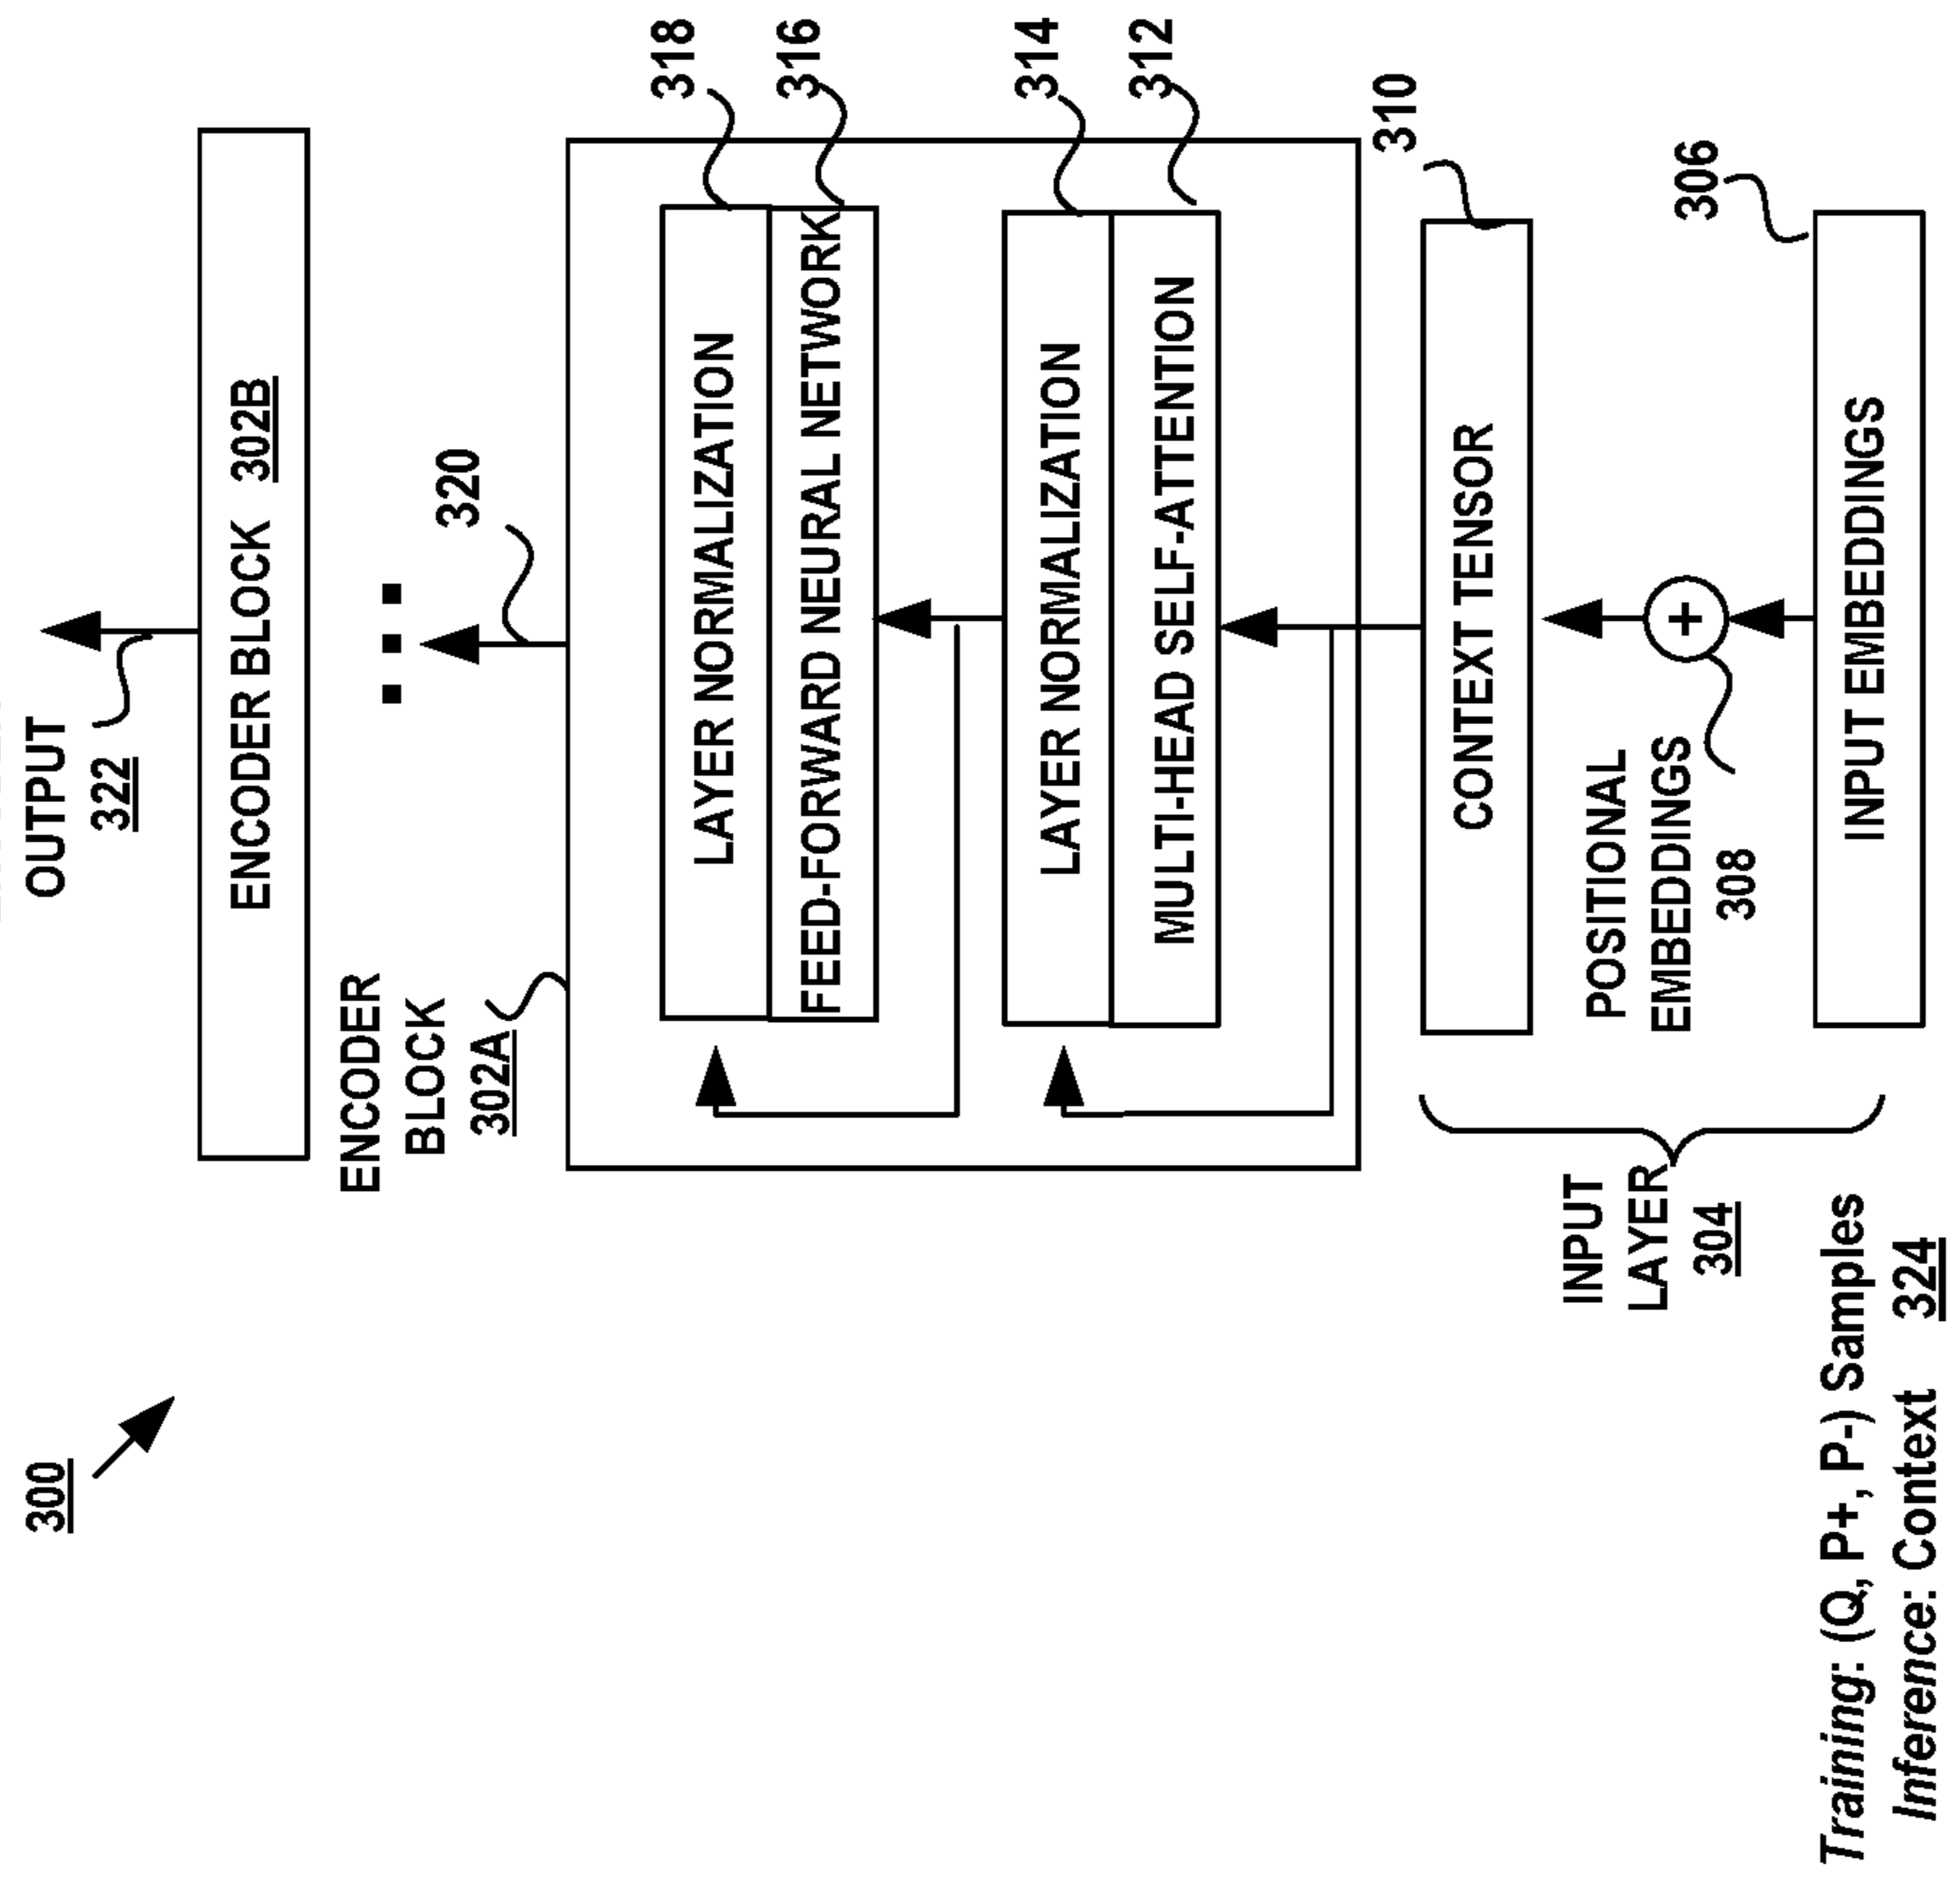 300
OUTPUT
322
ENCODER BLOCK 302B
ENCODER
BLOCK
302A
320
LAYER NORMALIZATION
318
FEED-FORWARD NEURAL NETWORK
316
LAYER NORMALIZATION
314
MULTI-HEAD SELF-ATTENTION
312
CONTEXT TENSOR
310
POSITIONAL
EMBEDDINGS
308
+
INPUT EMBEDDINGS
306
INPUT
LAYER
304
Training: (Q, P+, P-) Samples
Inference: Context 324